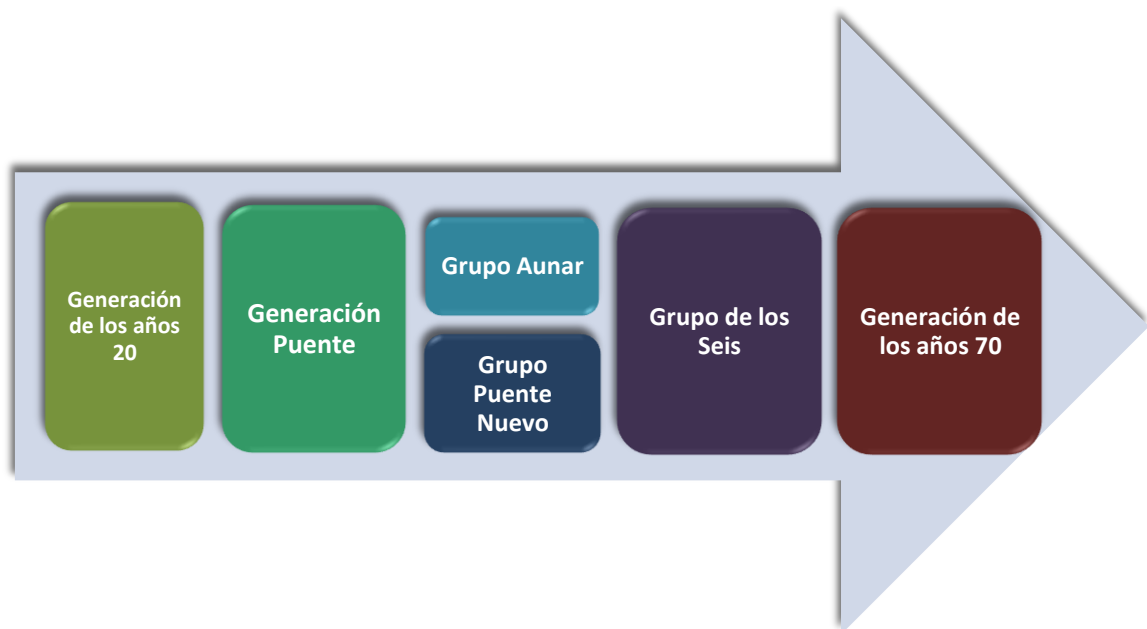 Generación
de los años
20
Generación
Puente
Grupo Aunar
Grupo
Puente
Nuevo
Grupo de los
Seis
Generación de
los años 70